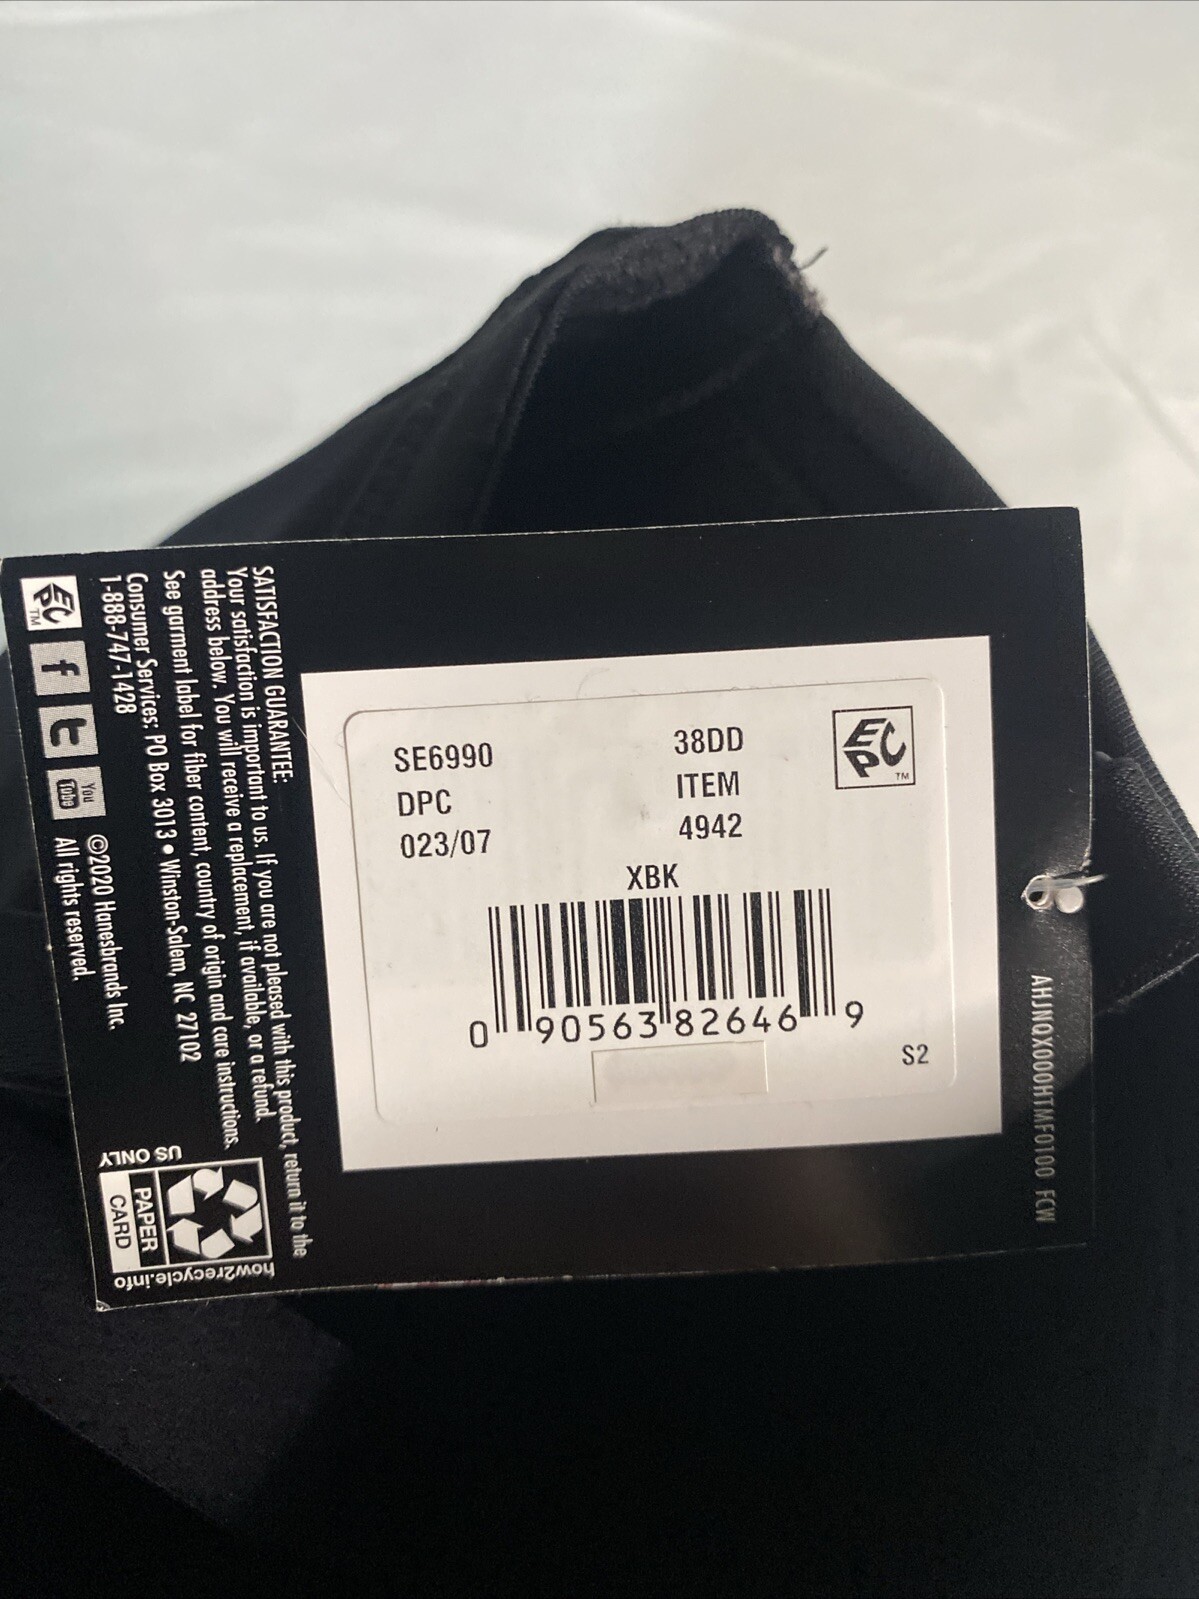 SE6990
DPC
023/07
38DD
ITEM
4942
XBK
EPC
TM
0 90563 82646 9
S2
SATISFACTION GUARANTEE:
Your satisfaction is important to us. If you are not pleased with this product, return it to the
address below. You will receive a replacement, if available, or a refund.
See garment label for fiber content, country of origin and care instructions.
Consumer Services: PO Box 3013 • Winston-Salem, NC 27102
1-888-747-1428
EPC
TM
f
t
You
Tube
©2020 Hanesbrands Inc.
All rights reserved.
US ONLY
PAPER
CARD
how2recycle.info
AHJNQX000HTMF0100 FCW